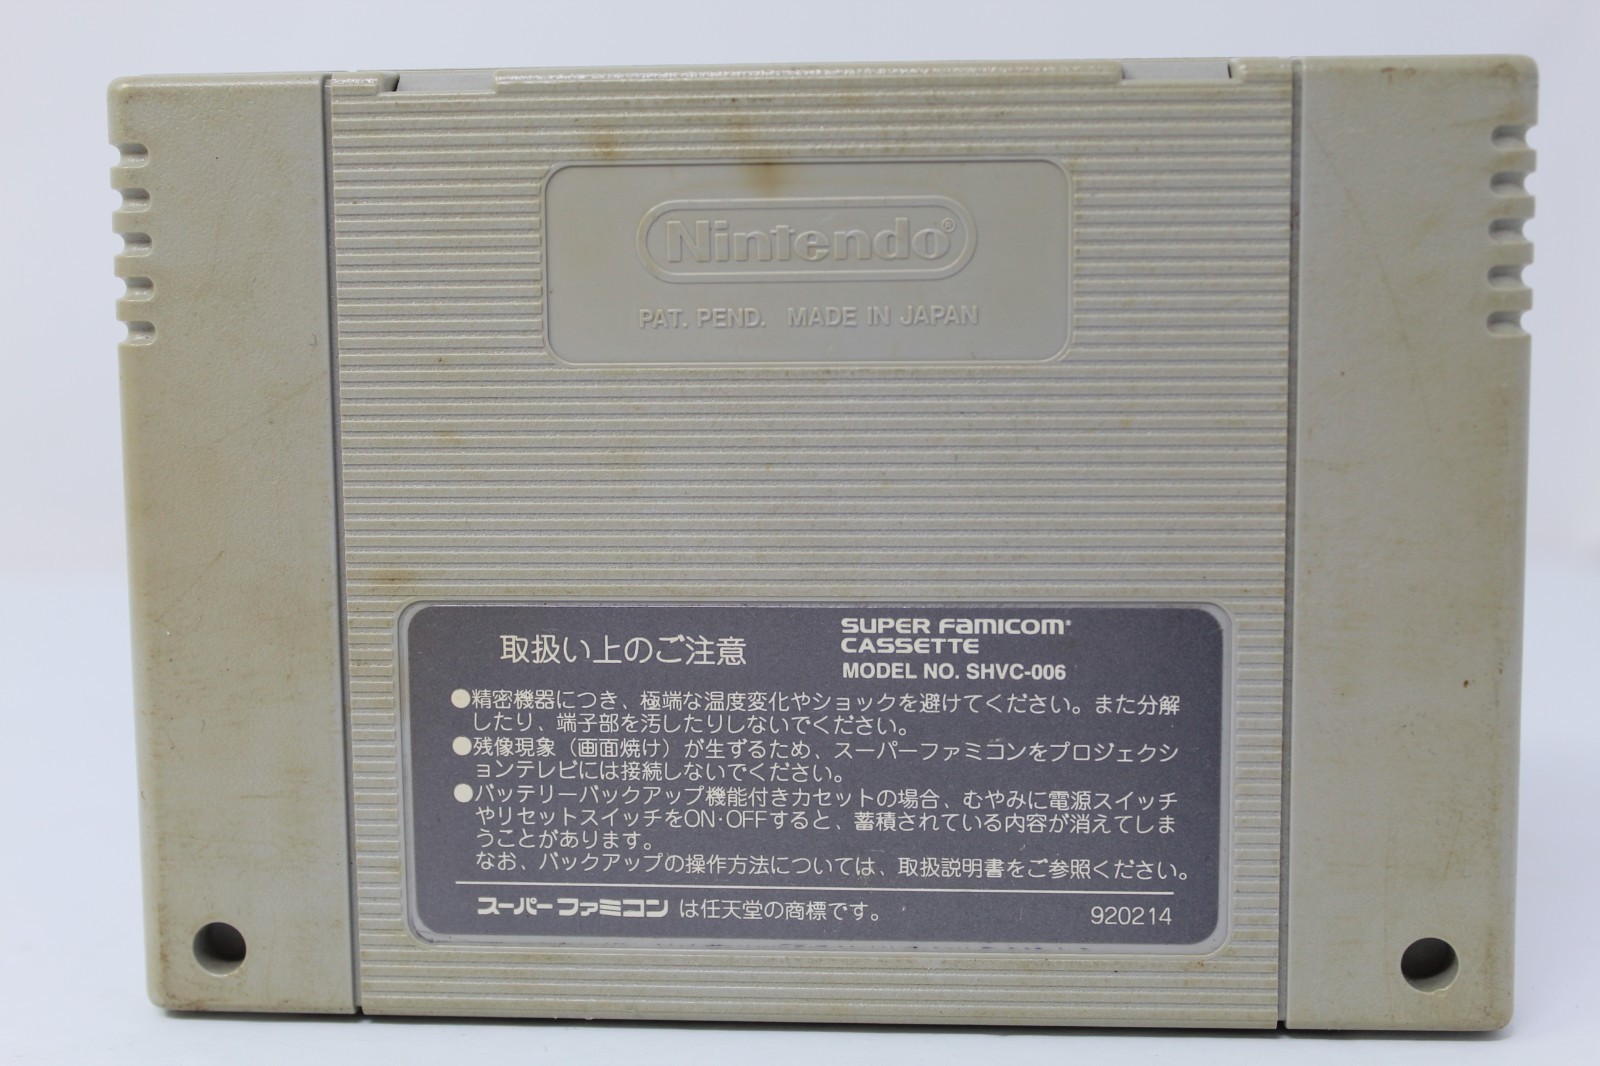 Nintendo®
PAT. PEND. MADE IN JAPAN
取扱い上のご注意
SUPER FAMICOM
CASSETTE
MODEL NO. SHVC-006
●精密機器につき、極端な温度変化やショックを避けてください。また分解
したり、端子部を汚したりしないでください。
●残像現象（画面焼け）が生ずるため、スーパーファミコンをプロジェクシ
ョンテレビには接続しないでください。
●バッテリーバックアップ機能付きカセットの場合、むやみに電源スイッチ
やリセットスイッチをON·OFFすると、蓄積されている内容が消えてしま
うことがあります。
なお、バックアップの操作方法については、取扱説明書をご参照ください。
スーパーファミコン は任天堂の商標です。
920214